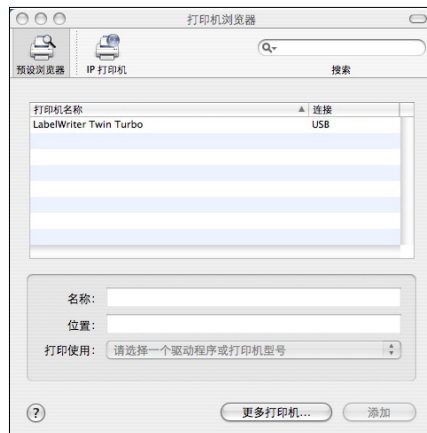 打印机浏览器
预设浏览器
IP 打印机
搜索
打印机名称 连接
LabelWriter Twin Turbo USB
名称：
位置：
打印使用： 请选择一个驱动程序或打印机型号
? 更多打印机... 添加